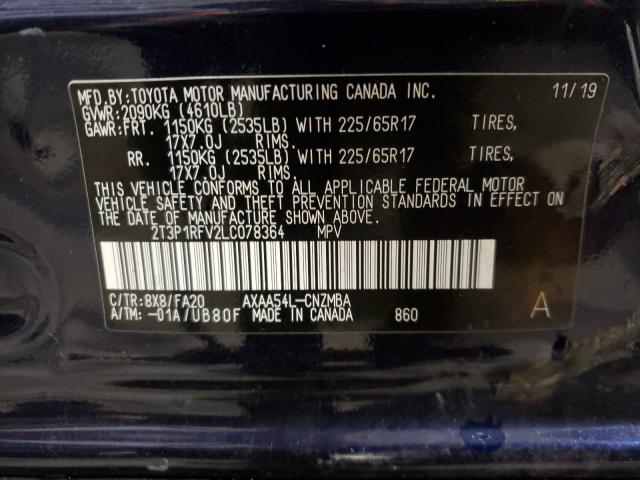 MFD.BY:TOYOTA MOTOR MANUFACTURING CANADA INC. 11/19
GVWR:2090KG (4610LB)
GAWR:FRT. 1150KG (2535LB) WITH 225/65R17 TIRES,
17X7.0J RIMS.
RR. 1150KG (2535LB) WITH 225/65R17 TIRES,
17X7.0J RIMS.
THIS VEHICLE CONFORMS TO ALL APPLICABLE FEDERAL MOTOR
VEHICLE SAFETY AND THEFT PREVENTION STANDARDS IN EFFECT ON
THE DATE OF MANUFACTURE SHOWN ABOVE.
2T3P1RFV2LC078364 MPV
C/TR:8X8/FA20 AXAA54L-CNZMBA A
A/TM:-01A/UB80F MADE IN CANADA 860